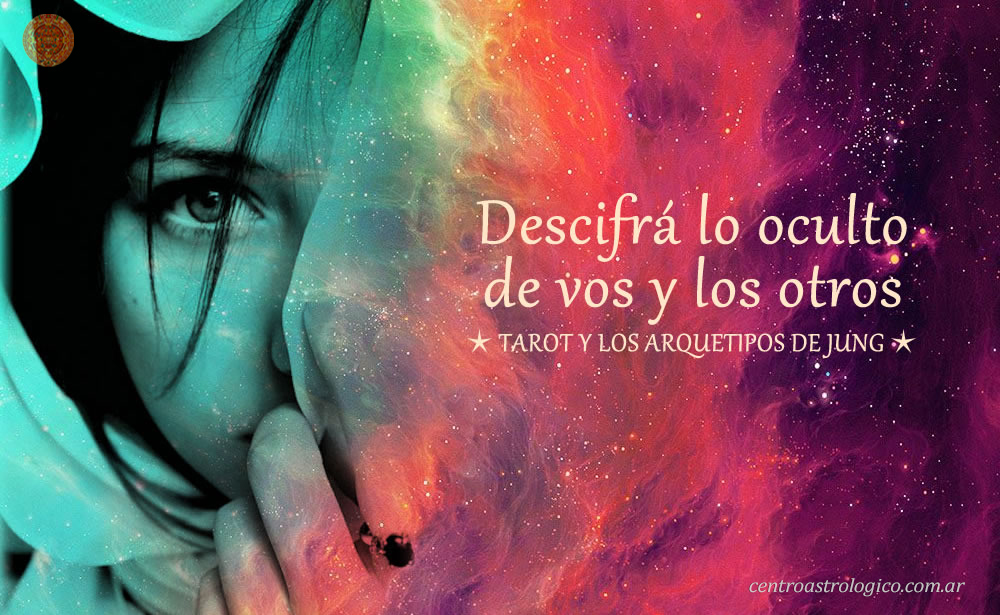 Descifrá lo oculto
de vos y los otros
★ TAROT Y LOS ARQUETIPOS DE JUNG ★
centroastrologico.com.ar